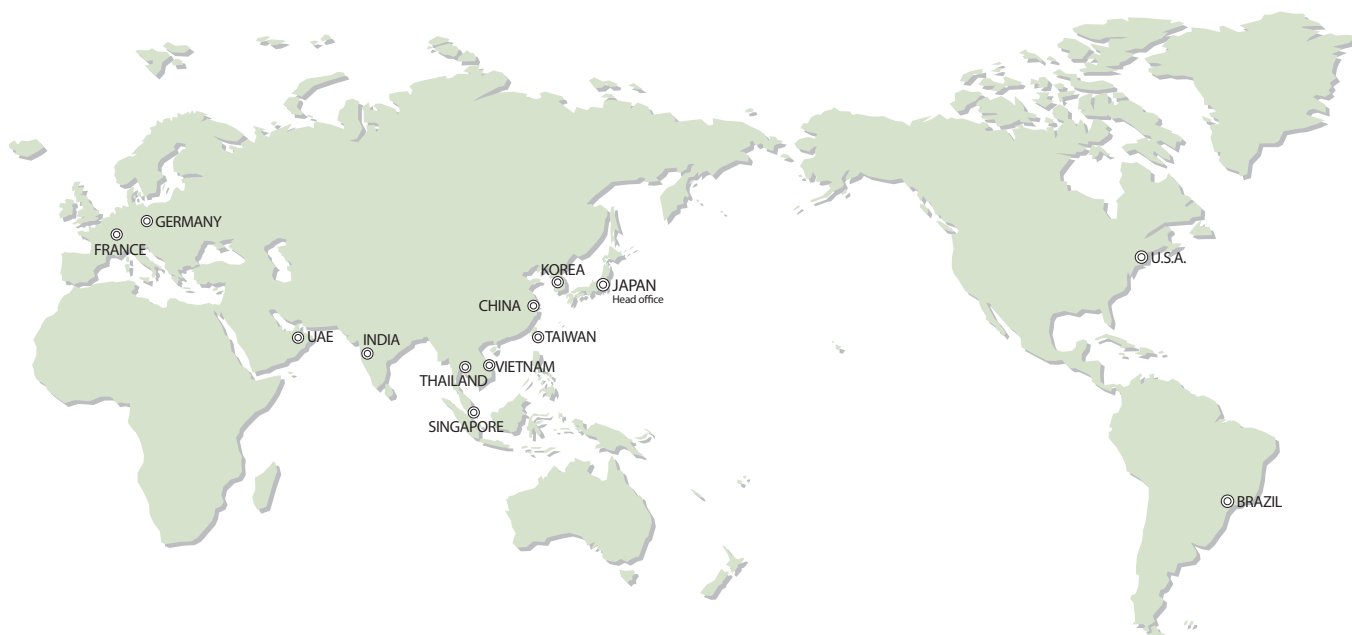 GERMANY
FRANCE
U.S.A.
KOREA
JAPAN
Head office
CHINA
UAE
INDIA
TAIWAN
VIETNAM
THAILAND
SINGAPORE
BRAZIL